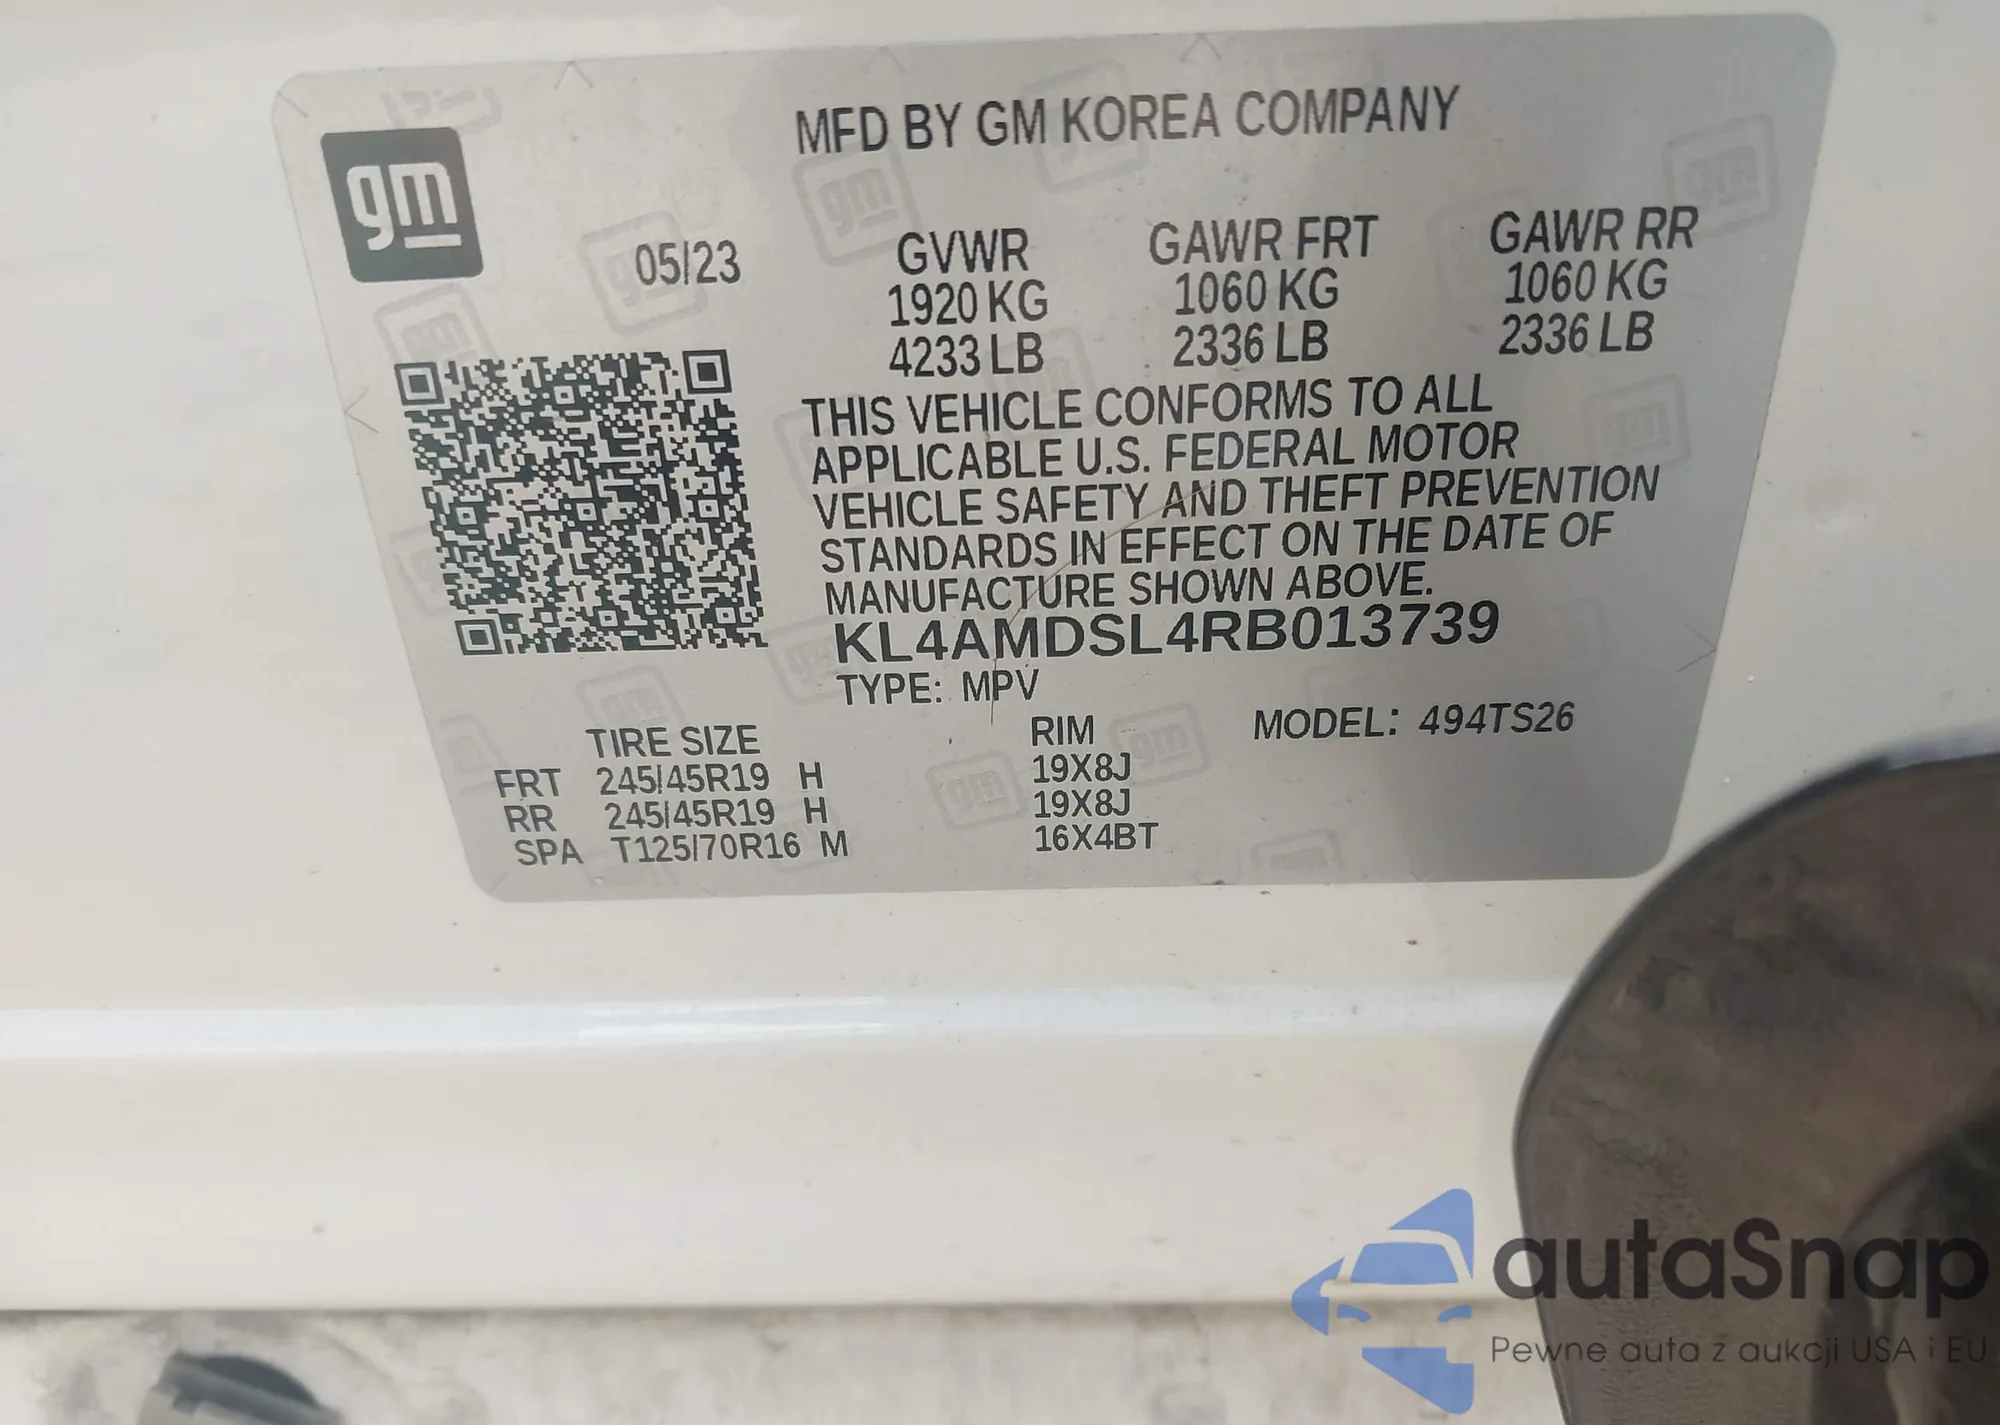 MFD BY GM KOREA COMPANY
gm
05/23
GVWR GAWR FRT GAWR RR
1920 KG 1060 KG 1060 KG
4233 LB 2336 LB 2336 LB
THIS VEHICLE CONFORMS TO ALL
APPLICABLE U.S. FEDERAL MOTOR
VEHICLE SAFETY AND THEFT PREVENTION
STANDARDS IN EFFECT ON THE DATE OF
MANUFACTURE SHOWN ABOVE.
KL4AMDSL4RB013739
TYPE: MPV
TIRE SIZE RIM MODEL: 494TS26
FRT 245/45R19 H 19X8J
RR 245/45R19 H 19X8J
SPA T125/70R16 M 16X4BT
autaSnap
Pewne auta z aukcji USA i EU